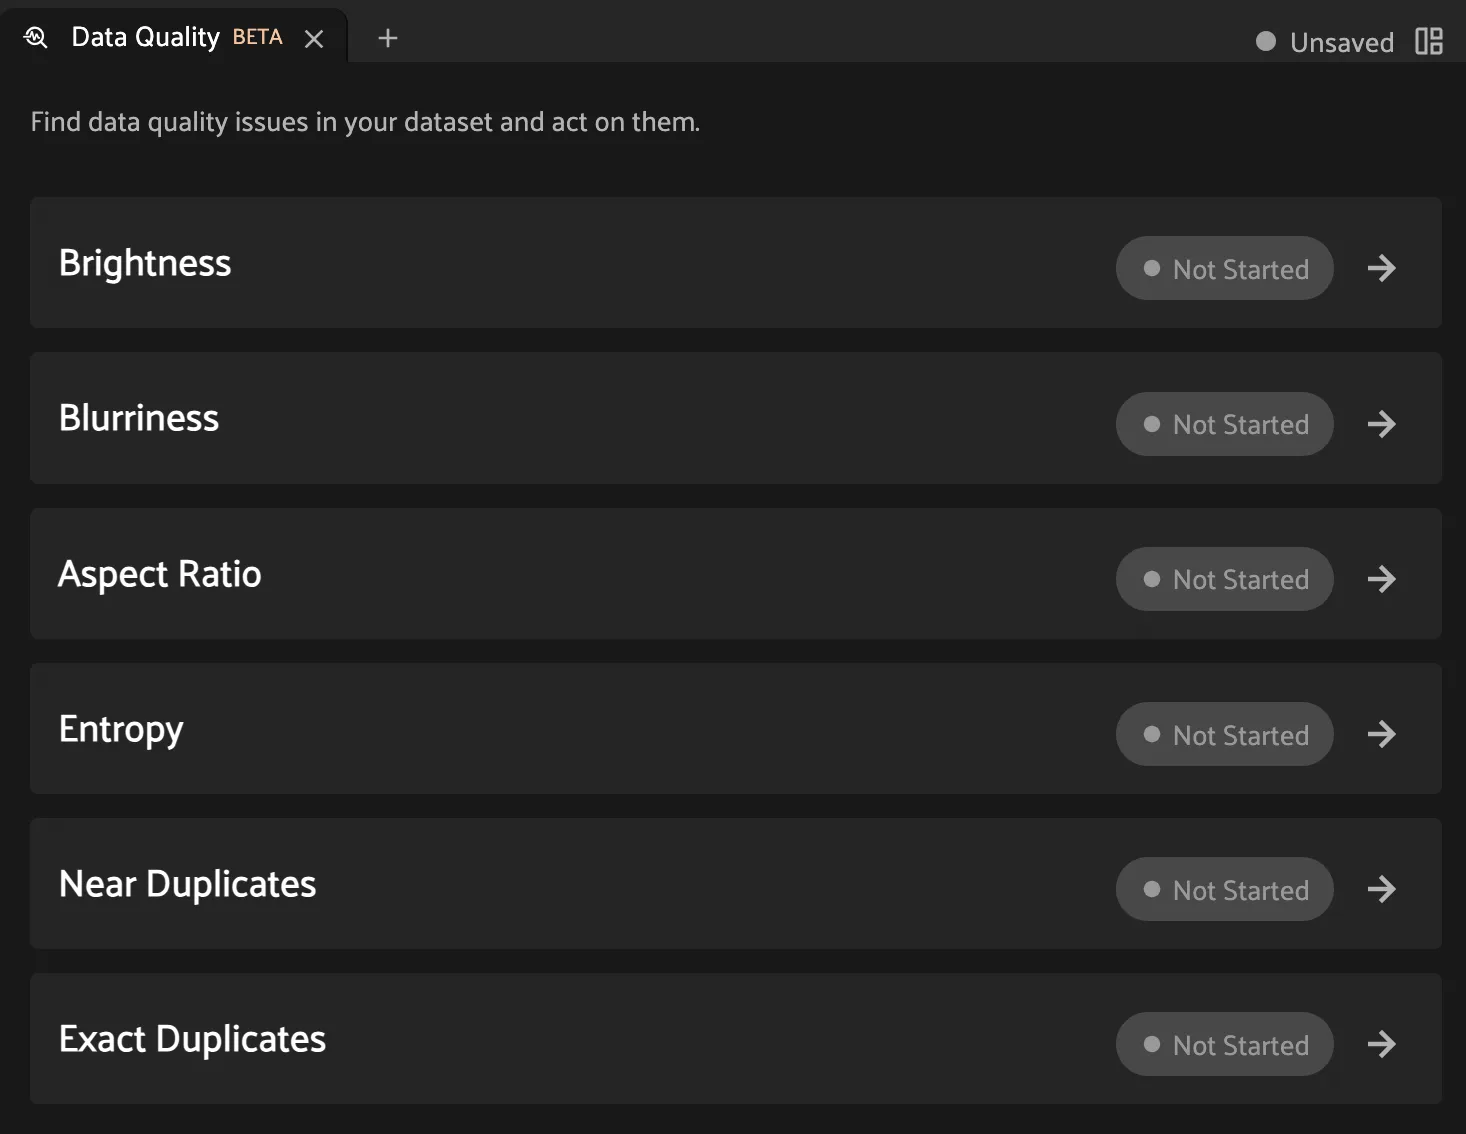 Data Quality BETA
Unsaved
Find data quality issues in your dataset and act on them.
Brightness
Not Started
Blurriness
Not Started
Aspect Ratio
Not Started
Entropy
Not Started
Near Duplicates
Not Started
Exact Duplicates
Not Started